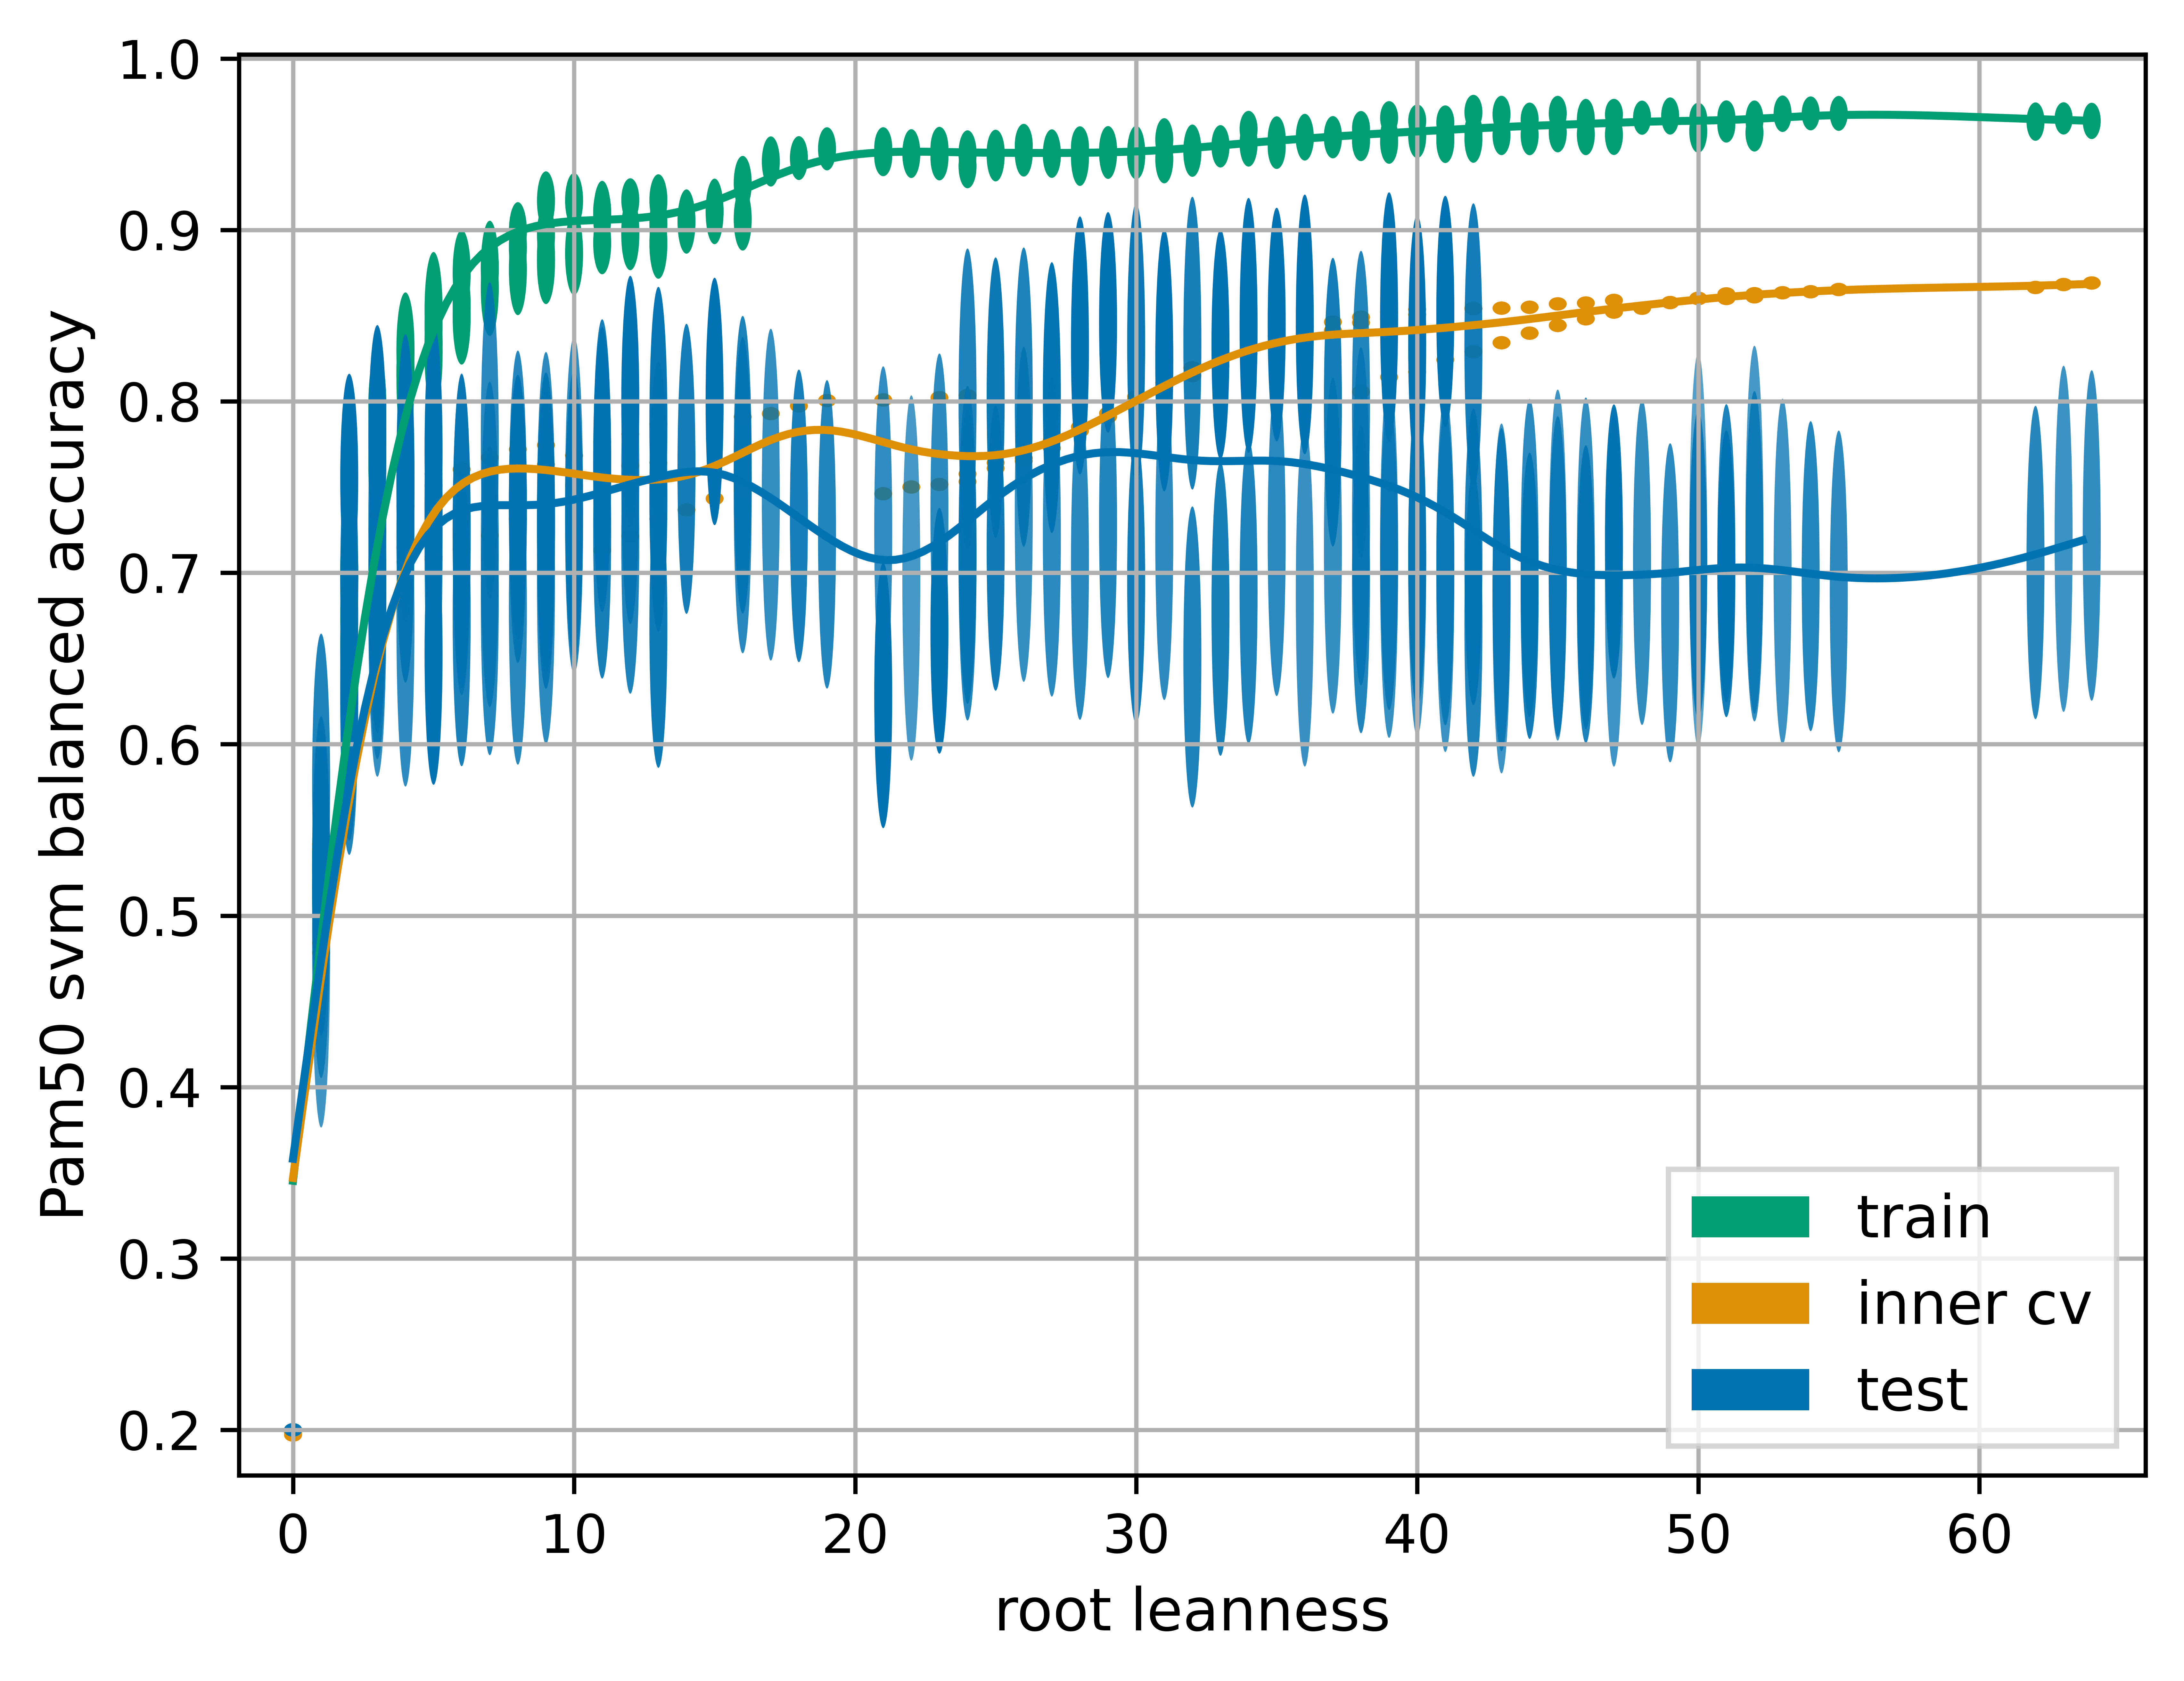 Pam50 svm balanced accuracy
1.0
0.9
0.8
0.7
0.6
0.5
0.4
0.3
0.2
0 10 20 30 40 50 60
root leanness
train
inner cv
test